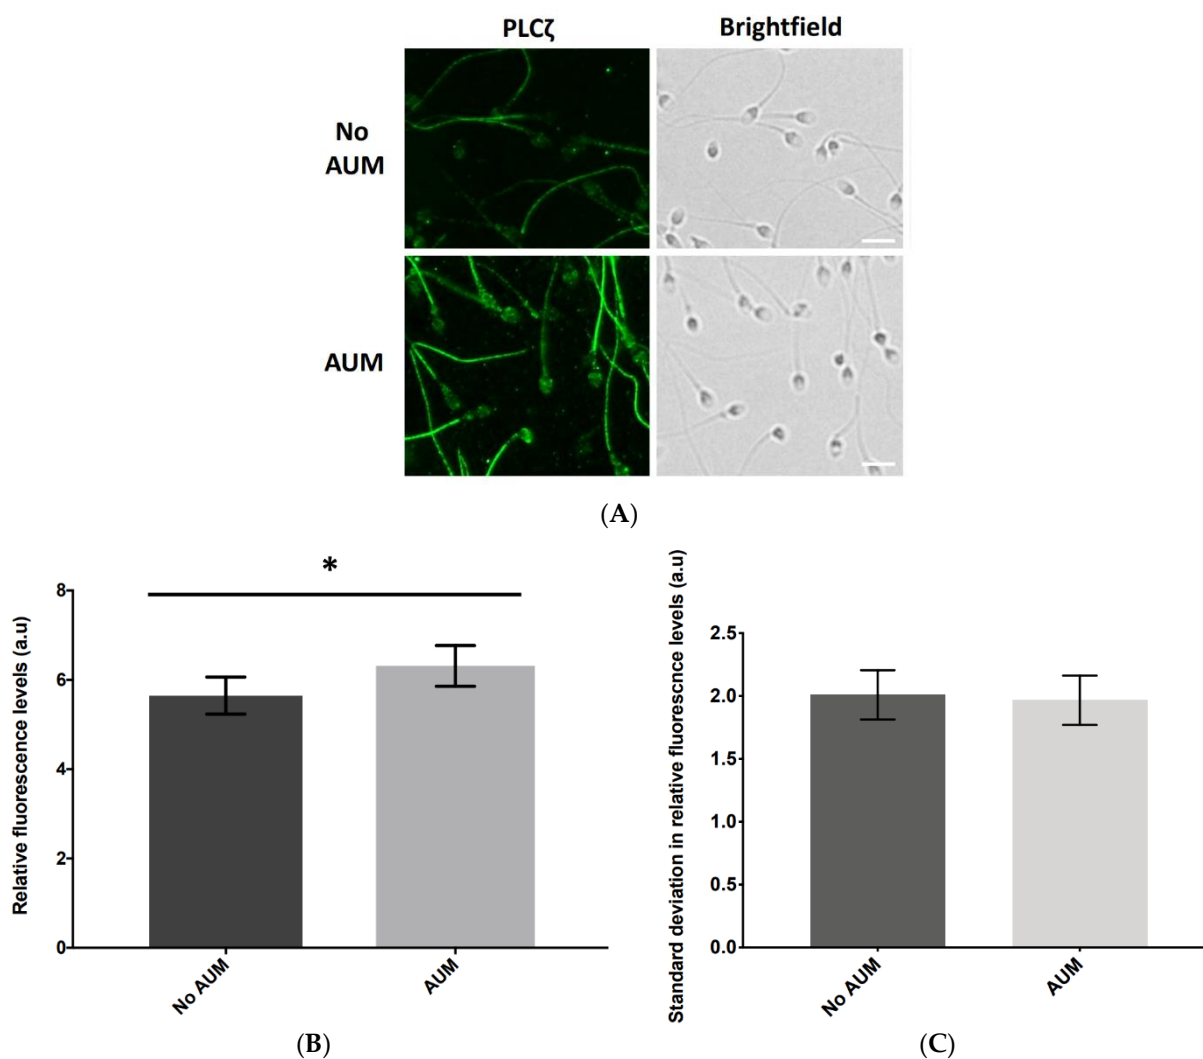 PLCζ
Brightfield
No
AUM
AUM
(A)
*
Relative fluorescence levels (a.u)
8
6
4
2
0
No AUM
AUM
(B)
Standard deviation in relative fluorescnce levels (a.u)
2.5
2.0
1.5
1.0
0.5
0.0
No AUM
AUM
(C)